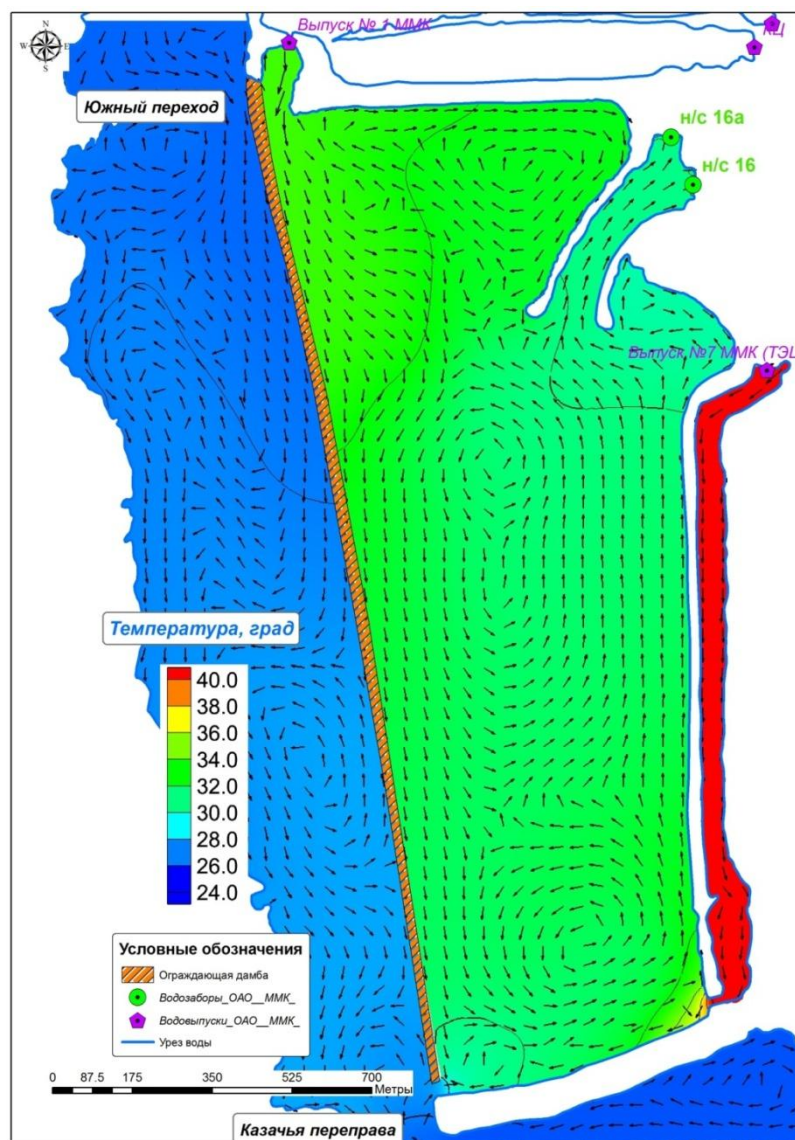 Выпуск № 1 ММК
КЦ
N
W
E
S
Южный переход
н/с 16а
н/с 16
Выпуск №7 ММК (ТЭЦ
Температура, град
40.0
38.0
36.0
34.0
32.0
30.0
28.0
26.0
24.0
Условные обозначения
Ограждающая дамба
Водозаборы_ОАО__ММК_
Водовыпуски_ОАО__ММК_
Урез воды
0 87.5 175 350 525 700
Метры
Казачья переправа